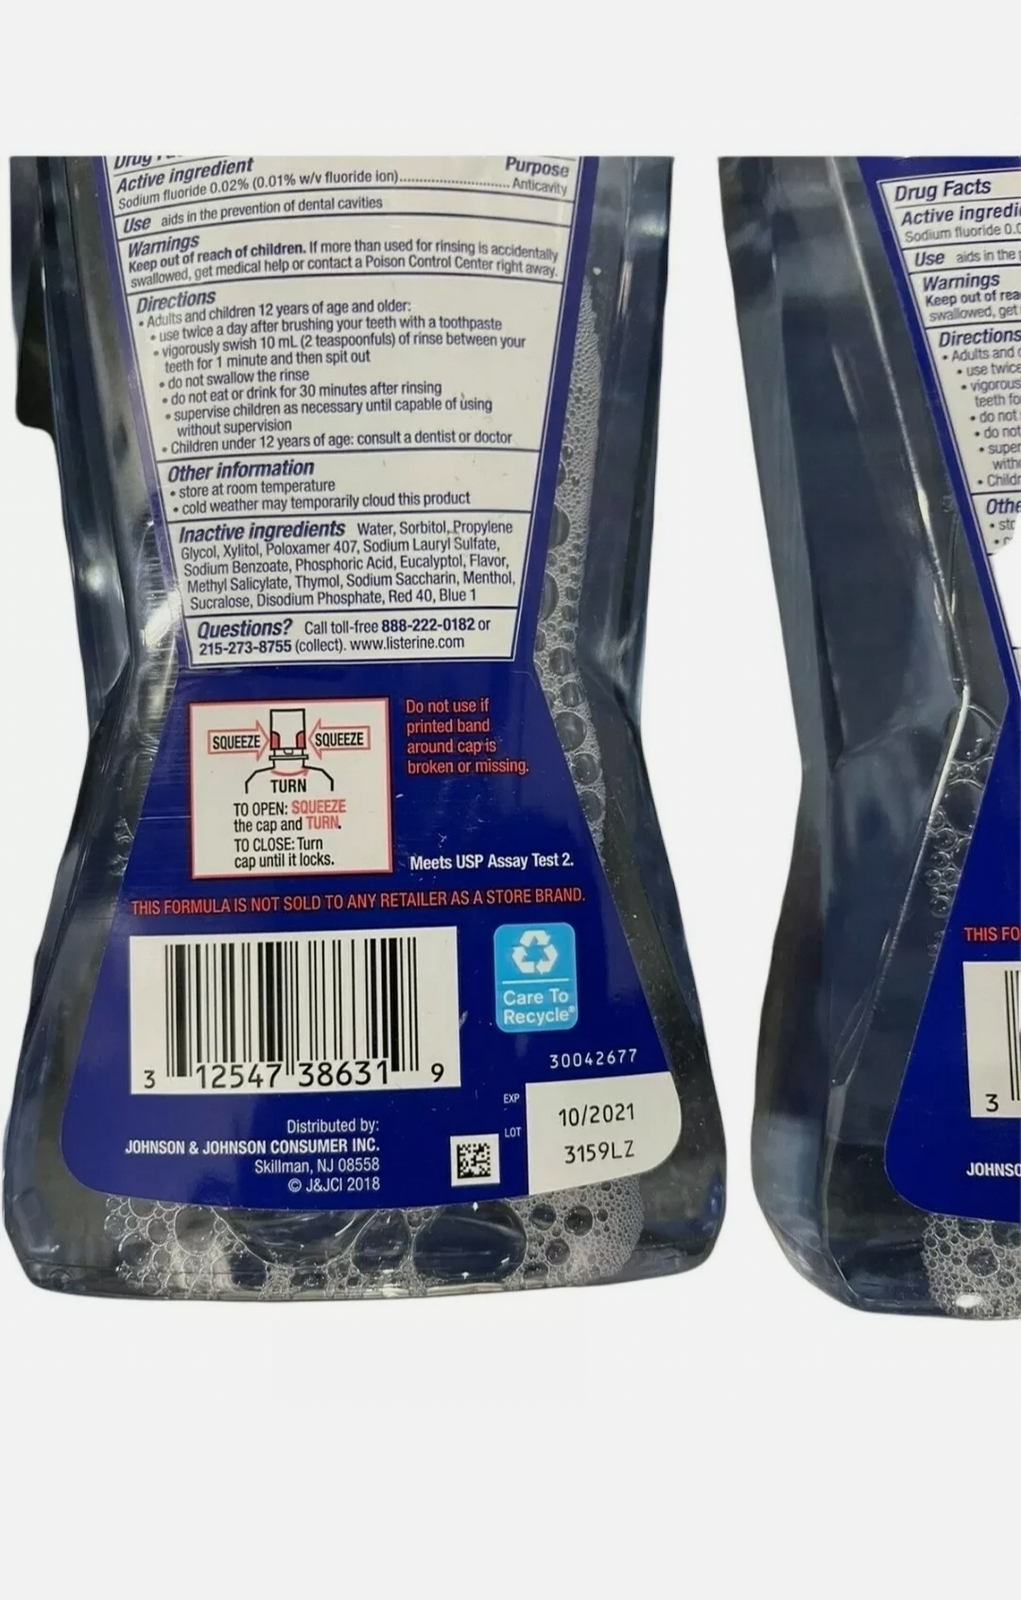 Active ingredient Purpose
Sodium fluoride 0.02% (0.01% w/v fluoride ion)............................ Anticavity
Use aids in the prevention of dental cavities
Warnings
Keep out of reach of children. If more than used for rinsing is accidentally
swallowed, get medical help or contact a Poison Control Center right away.
Directions
• Adults and children 12 years of age and older:
• use twice a day after brushing your teeth with a toothpaste
• vigorously swish 10 mL (2 teaspoonfuls) of rinse between your
teeth for 1 minute and then spit out
• do not swallow the rinse
• do not eat or drink for 30 minutes after rinsing
• supervise children as necessary until capable of using
without supervision
• Children under 12 years of age: consult a dentist or doctor
Other information
• store at room temperature
• cold weather may temporarily cloud this product
Inactive ingredients Water, Sorbitol, Propylene
Glycol, Xylitol, Poloxamer 407, Sodium Lauryl Sulfate,
Sodium Benzoate, Phosphoric Acid, Eucalyptol, Flavor,
Methyl Salicylate, Thymol, Sodium Saccharin, Menthol,
Sucralose, Disodium Phosphate, Red 40, Blue 1
Questions? Call toll-free 888-222-0182 or
215-273-8755 (collect). www.listerine.com
SQUEEZE SQUEEZE
TURN
TO OPEN: SQUEEZE
the cap and TURN.
TO CLOSE: Turn
cap until it locks.
Do not use if
printed band
around cap is
broken or missing.
Meets USP Assay Test 2.
THIS FORMULA IS NOT SOLD TO ANY RETAILER AS A STORE BRAND.
3 12547 38631 9
Care To
Recycle®
30042677
EXP 10/2021
LOT 3159LZ
Distributed by:
JOHNSON & JOHNSON CONSUMER INC.
Skillman, NJ 08558
© J&JCI 2018
Drug Facts
Active
Sodium fluoride
Use aids in the
Warnings
Keep out of
swallowed, get
Directions
• Adults and
• use twice
•
teeth
• do not
• do not
•
•
THIS
3